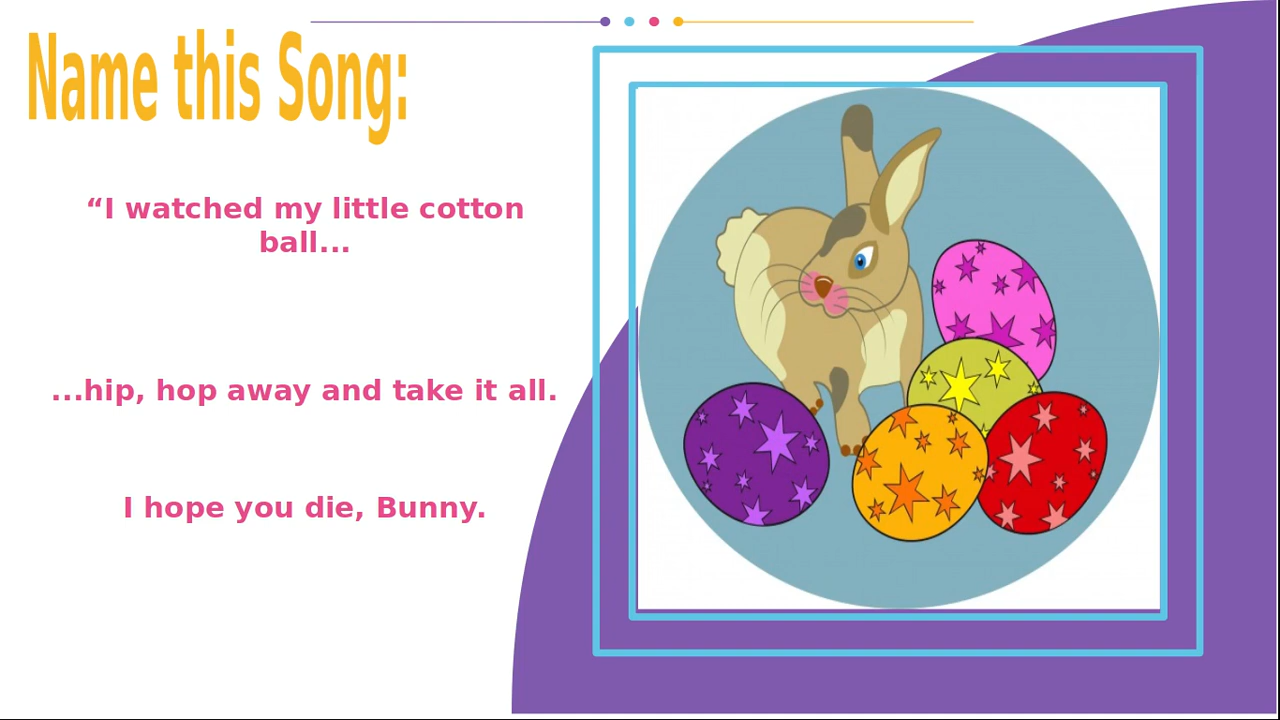 Name this Song:
“I watched my little cotton
ball...
...hip, hop away and take it all.
I hope you die, Bunny.